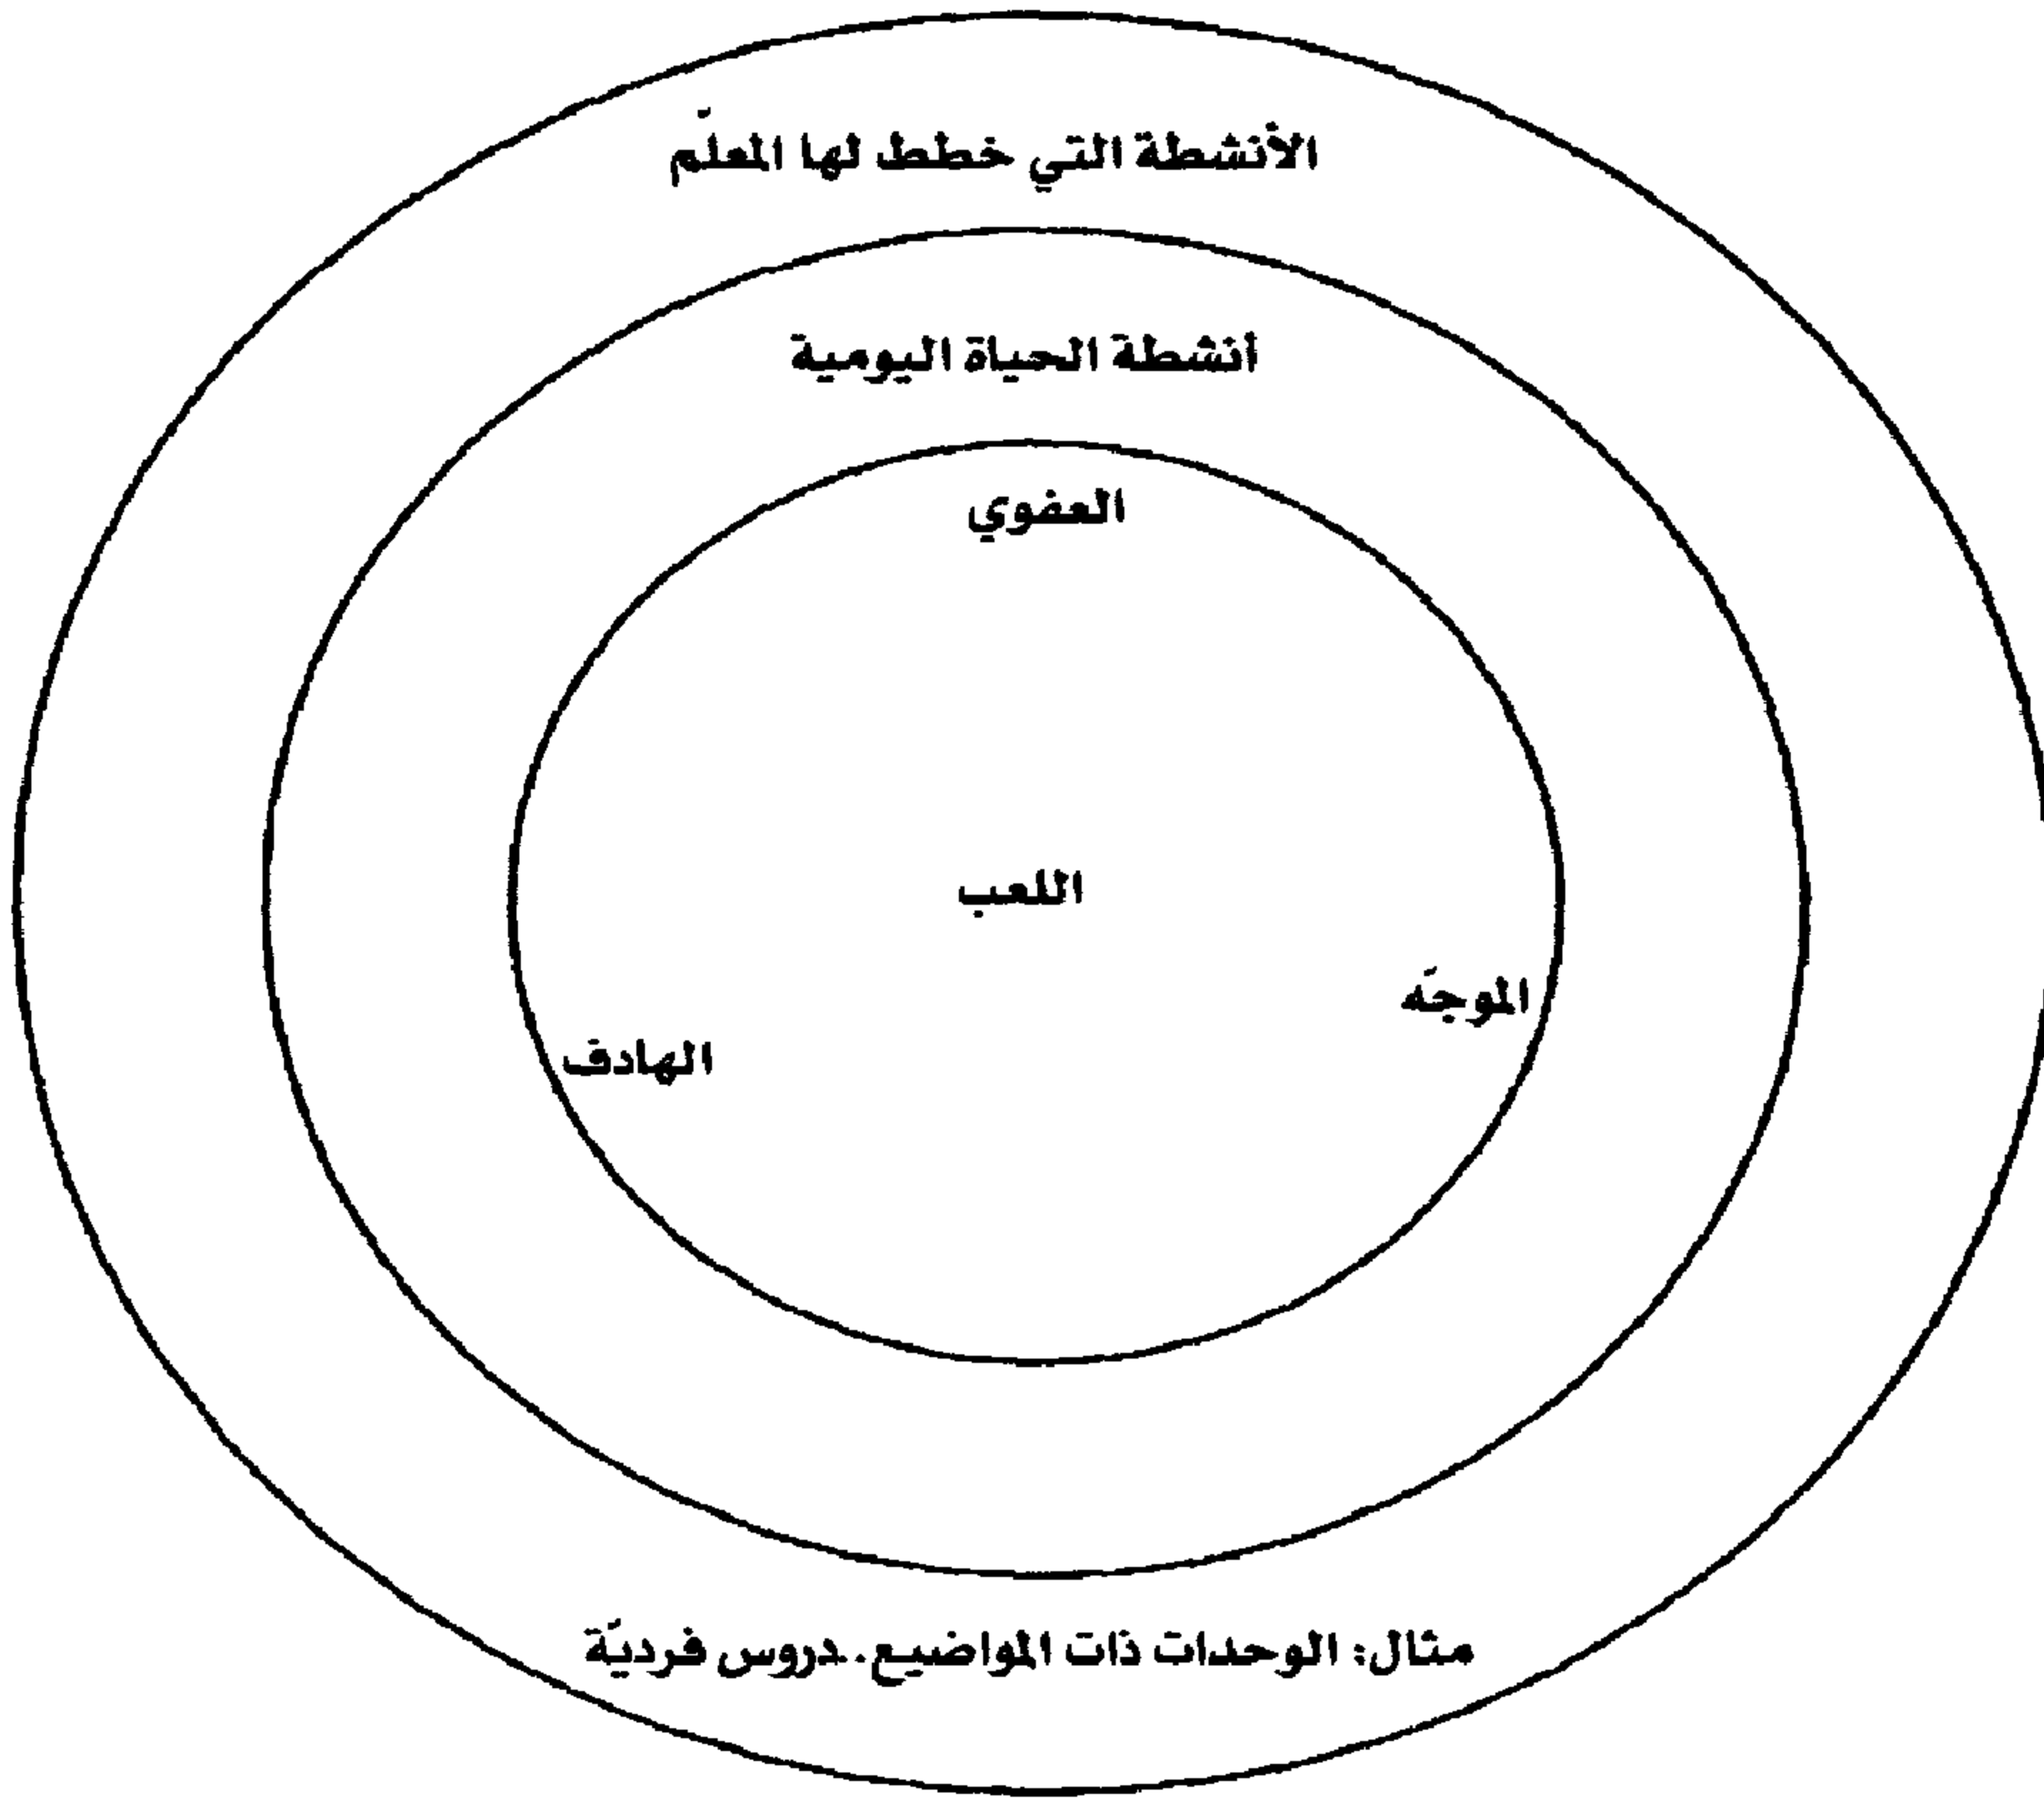 الأنشطة التي خطط لها المعلّم
أنشطة الحياة اليومية
العفوي
اللعب
الموجّه
الهادف
مثال: الوحدات ذات المواضيع..دروس فرديّة